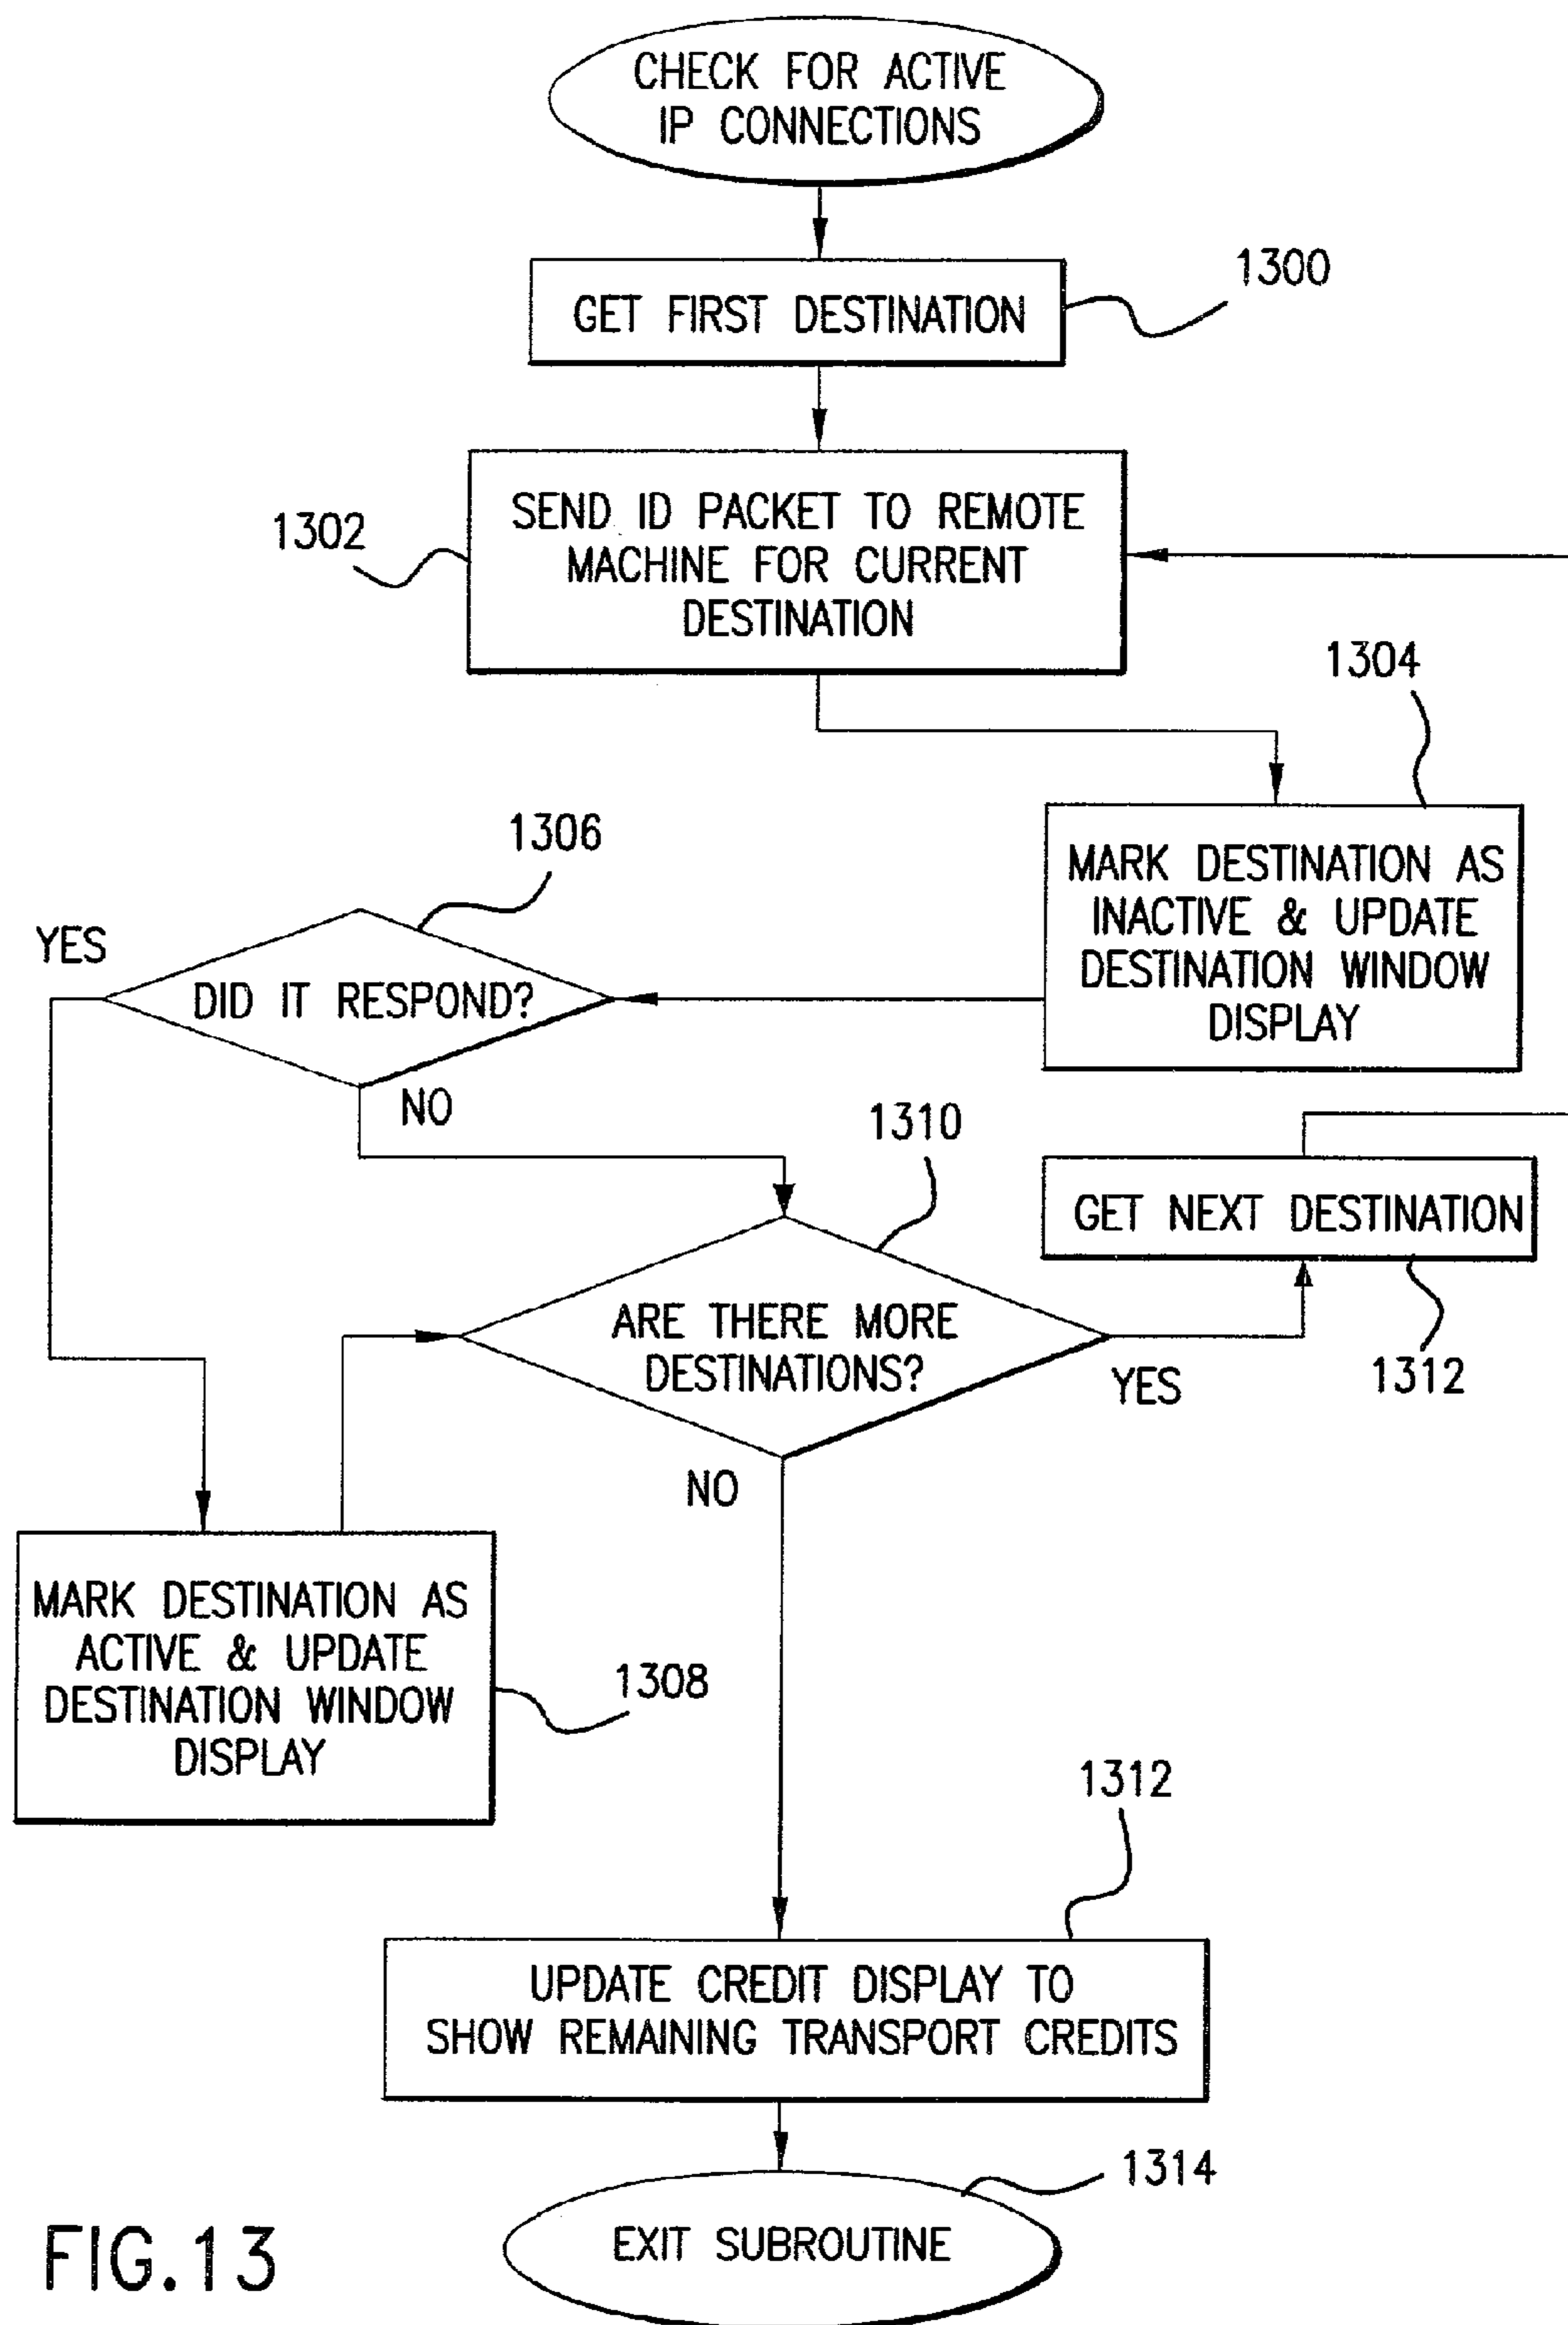 CHECK FOR ACTIVE
IP CONNECTIONS
1300
GET FIRST DESTINATION
1302
SEND ID PACKET TO REMOTE
MACHINE FOR CURRENT
DESTINATION
1304
MARK DESTINATION AS
INACTIVE & UPDATE
DESTINATION WINDOW
DISPLAY
1306
YES
DID IT RESPOND?
NO
1310
GET NEXT DESTINATION
1312
ARE THERE MORE
DESTINATIONS?
YES
NO
MARK DESTINATION AS
ACTIVE & UPDATE
DESTINATION WINDOW
DISPLAY
1308
1312
UPDATE CREDIT DISPLAY TO
SHOW REMAINING TRANSPORT CREDITS
1314
EXIT SUBROUTINE
FIG.13